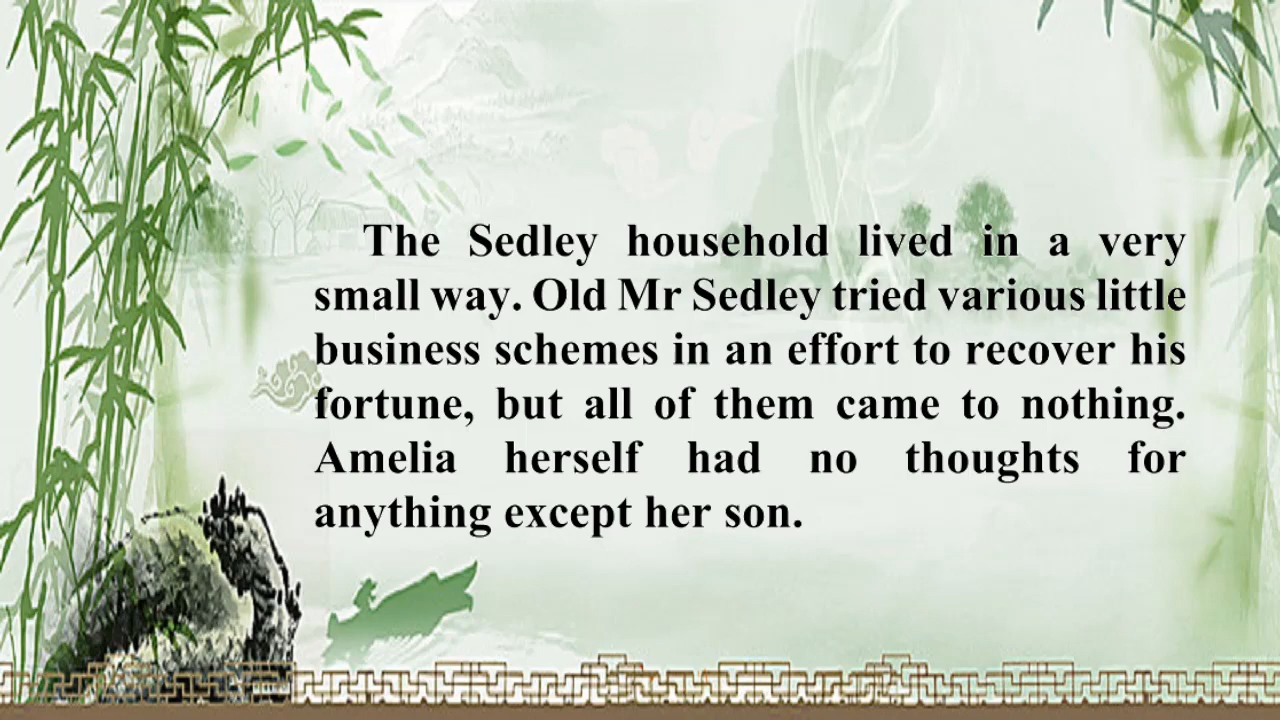 The Sedley household lived in a very
small way. Old Mr Sedley tried various little
business schemes in an effort to recover his
fortune, but all of them came to nothing.
Amelia herself had no thoughts for
anything except her son.